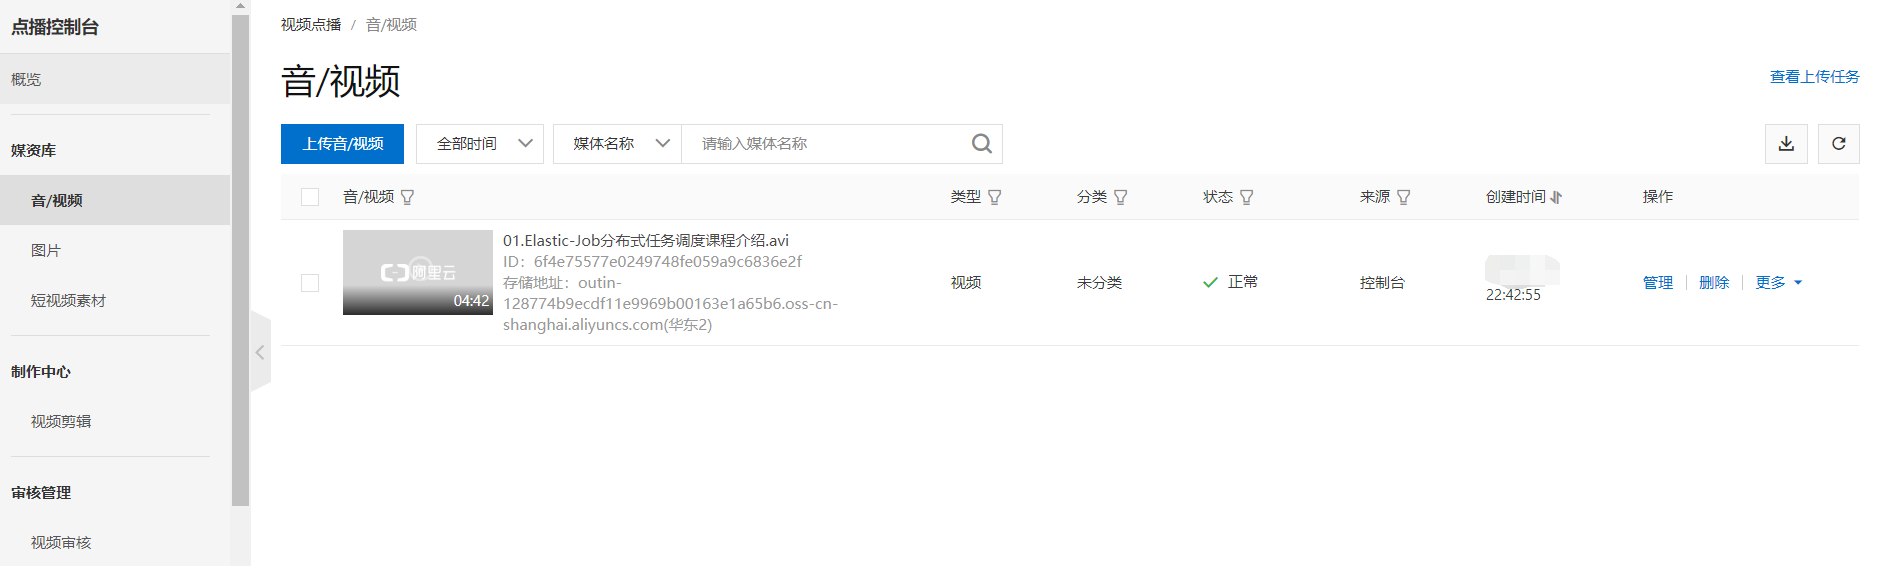 点播控制台
概览
媒资库
音/视频
图片
短视频素材
制作中心
视频剪辑
审核管理
视频审核
视频点播 / 音/视频
音/视频
查看上传任务
上传音/视频 全部时间 媒体名称 请输入媒体名称
音/视频 类型 分类 状态 来源 创建时间 操作
阿里云
04:42
01.Elastic-Job分布式任务调度课程介绍.avi
ID：6f4e75577e0249748fe059a9c6836e2f
存储地址：outin-
128774b9ecdf11e9969b00163e1a65b6.oss-cn-
shanghai.aliyuncs.com(华东2)
视频 未分类 正常 控制台
22:42:55
管理 删除 更多